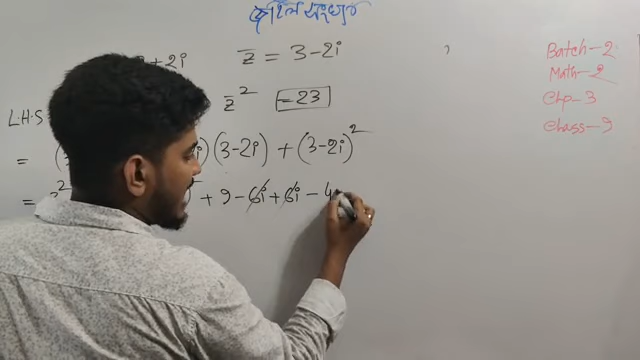 জটিল সংখ্যা
+ 2i z̅ = 3 - 2i
z̅² = 23
L.H.S
= i) (3 - 2i) + (3 - 2i)²
= + 9 - 6i + 6i - 4
Batch - 2
Math - 2
Chp - 3
Class - 9